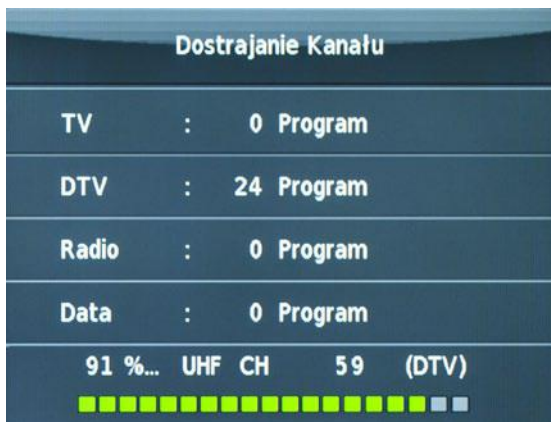 Dostrajanie Kanału
TV : 0 Program
DTV : 24 Program
Radio : 0 Program
Data : 0 Program
91 %... UHF CH 59 (DTV)